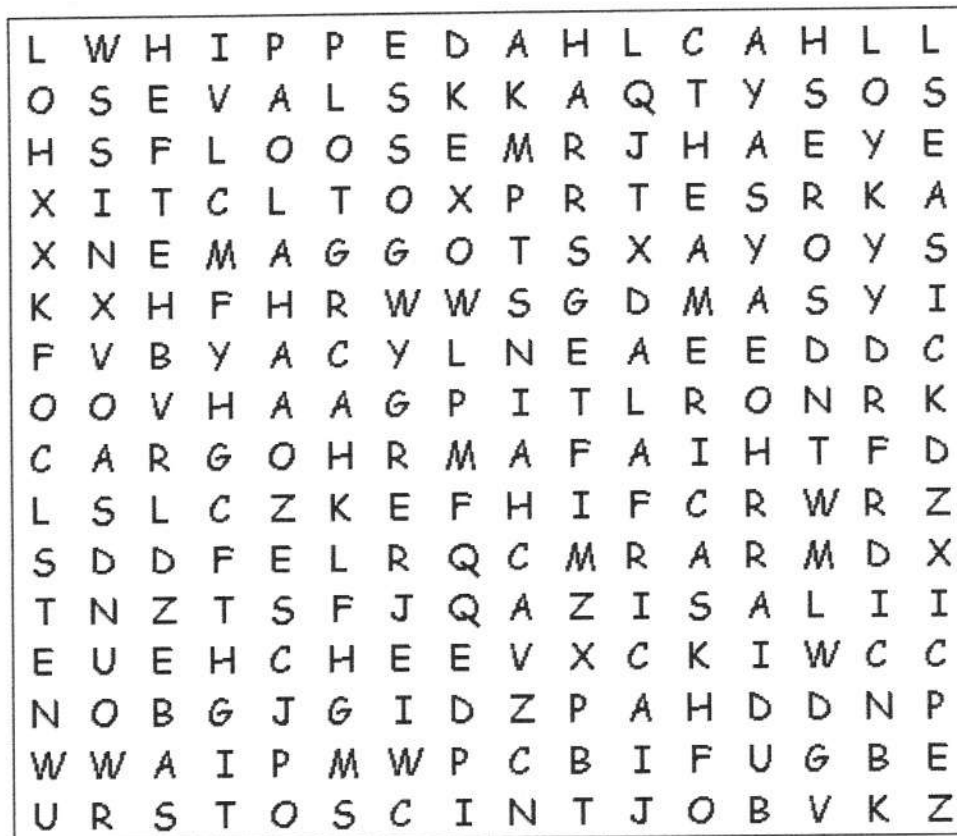 L W H I P P E D A H L C A H L L
O S E V A L S K K A Q T Y S O S
H S F L O O S E M R J H A E Y E
X I T C L T O X P R T E S R K A
X N E M A G G O T S X A Y O Y S
K X H F H R W W S G D M A S Y I
F V B Y A C Y L N E A E E D D C
O O V H A A G P I T L R O N R K
C A R G O H R M A F A I H T F D
L S L C Z K E F H I F C R W R Z
S D D F E L R Q C M R A R M D X
T N Z T S F J Q A Z I S A L I I
E U E H C H E E V X C K I W C C
N O B G J G I D Z P A H D D N P
W W A I P M W P C B I F U G B E
U R S T O S C I N T J O B V K Z